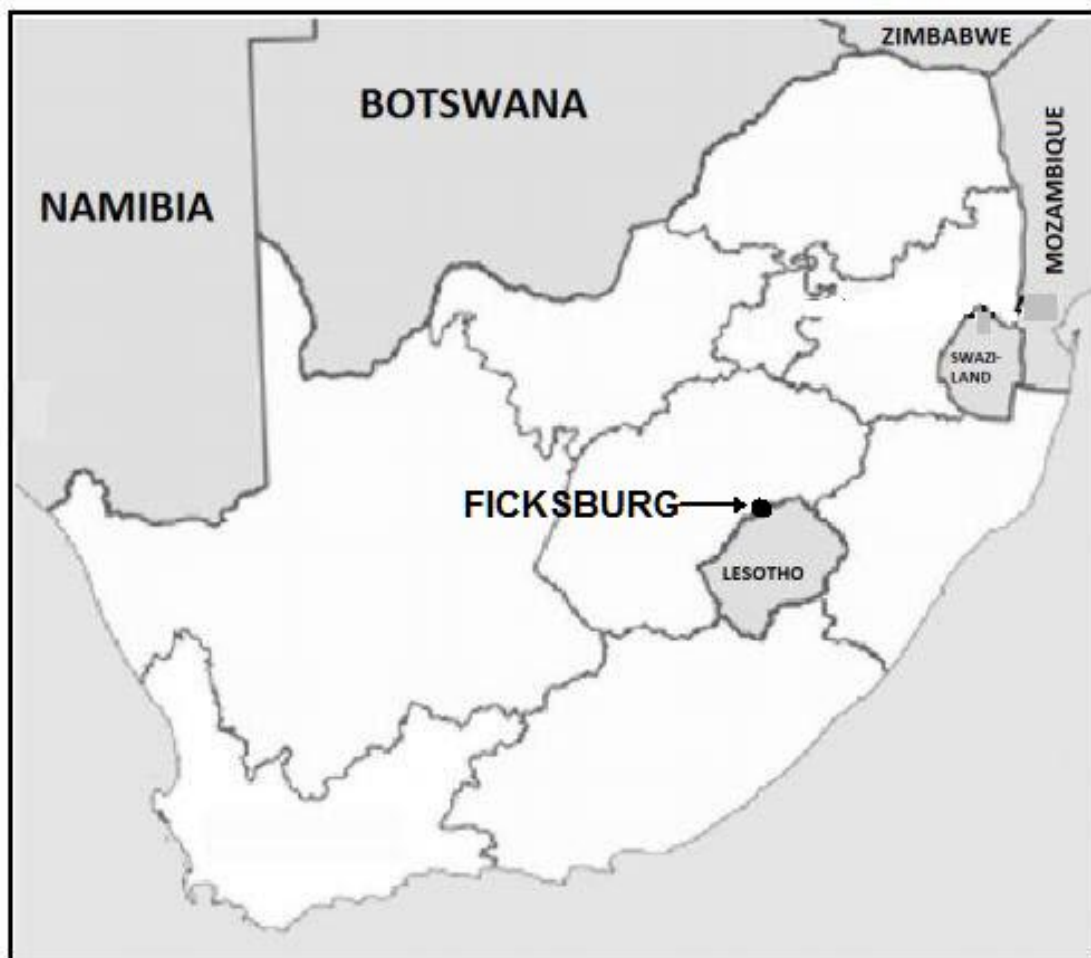 ZIMBABWE
BOTSWANA
MOZAMBIQUE
NAMIBIA
SWAZI-
LAND
FICKSBURG
LESOTHO